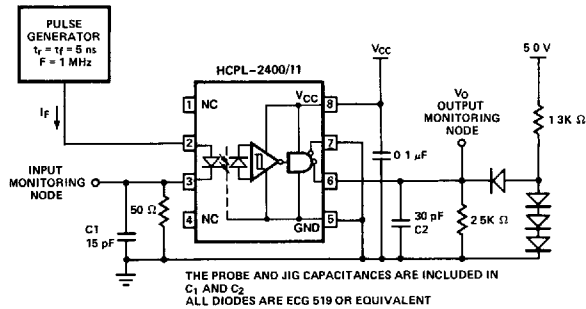 PULSE
GENERATOR
tr = tf = 5 ns
F = 1 MHz
IF
INPUT
MONITORING
NODE
C1
15 pF
50 Ω
HCPL-2400/11
1 NC
2
3
4 NC
VCC 8
7
6
GND 5
VCC
0 1 μF
30 pF
C2
VO
OUTPUT
MONITORING
NODE
2 5K Ω
5 0 V
1 3K Ω
THE PROBE AND JIG CAPACITANCES ARE INCLUDED IN
C1 AND C2
ALL DIODES ARE ECG 519 OR EQUIVALENT